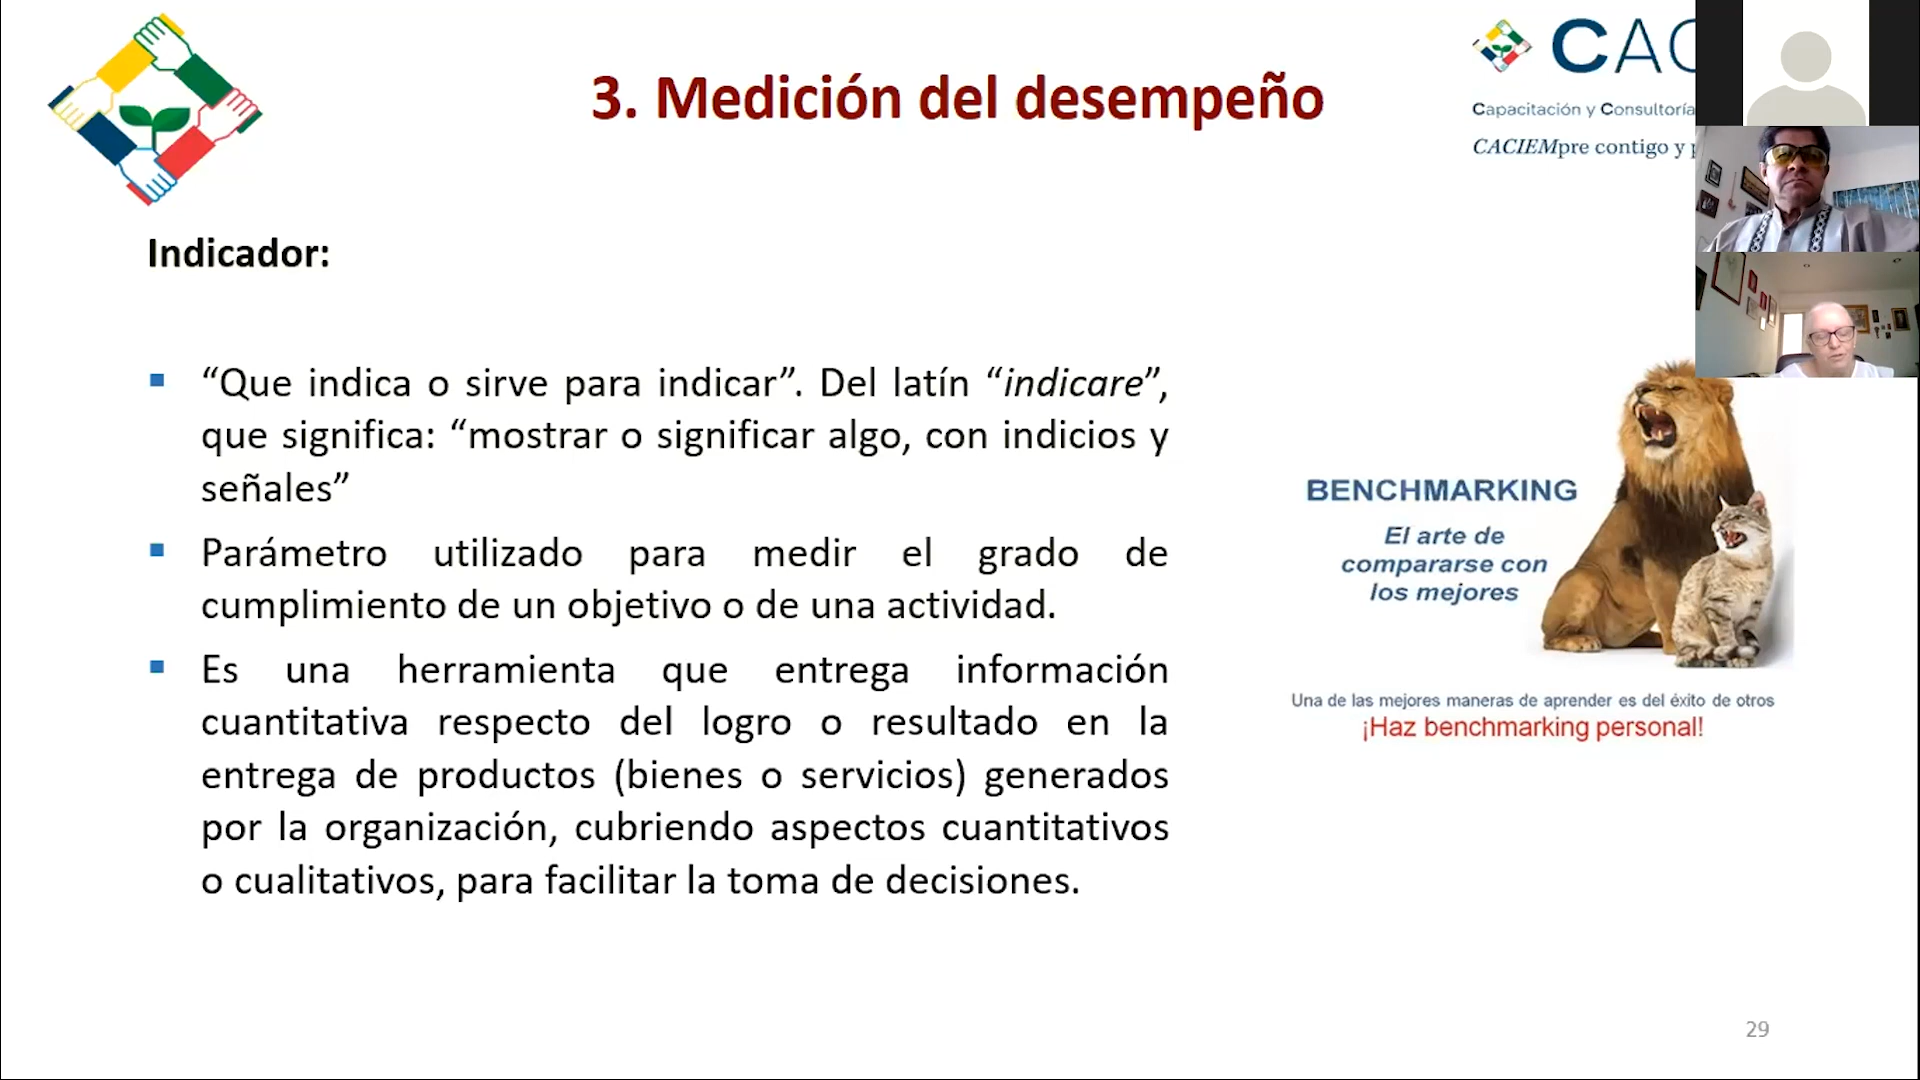 3. Medición del desempeño
CAC
Capacitación y Consultoría
CACIEMpre contigo y
Indicador:
▪ “Que indica o sirve para indicar”. Del latín “indicare”,
que significa: “mostrar o significar algo, con indicios y
señales”
▪ Parámetro utilizado para medir el grado de
cumplimiento de un objetivo o de una actividad.
▪ Es una herramienta que entrega información
cuantitativa respecto del logro o resultado en la
entrega de productos (bienes o servicios) generados
por la organización, cubriendo aspectos cuantitativos
o cualitativos, para facilitar la toma de decisiones.
BENCHMARKING
El arte de
compararse con
los mejores
Una de las mejores maneras de aprender es del éxito de otros
¡Haz benchmarking personal!
29